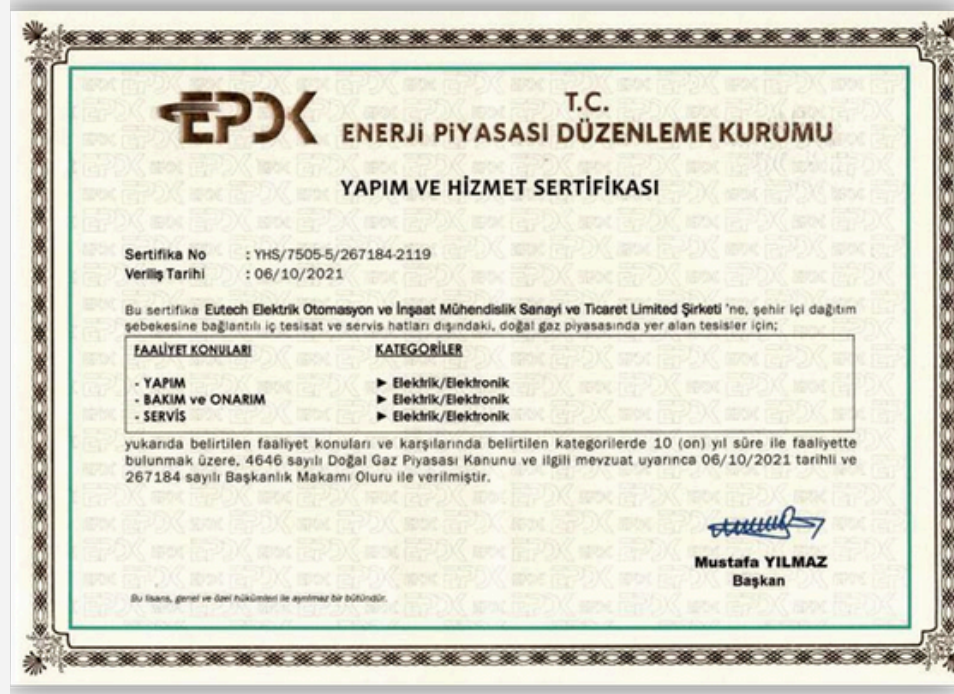 EPDK
T.C.
ENERJİ PİYASASI DÜZENLEME KURUMU
YAPIM VE HİZMET SERTİFİKASI
Sertifika No : YHS/7505-5/267184-2119
Veriliş Tarihi : 06/10/2021
Bu sertifika Eutech Elektrik Otomasyon ve İnşaat Mühendislik Sanayi ve Ticaret Limited Şirketi 'ne, şehir içi dağıtım
şebekesine bağlantılı iç tesisat ve servis hatları dışındaki, doğal gaz piyasasında yer alan tesisler için;
FAALİYET KONULARI KATEGORİLER
- YAPIM ► Elektrik/Elektronik
- BAKIM ve ONARIM ► Elektrik/Elektronik
- SERVİS ► Elektrik/Elektronik
yukarıda belirtilen faaliyet konuları ve karşılarında belirtilen kategorilerde 10 (on) yıl süre ile faaliyette
bulunmak üzere, 4646 sayılı Doğal Gaz Piyasası Kanunu ve ilgili mevzuat uyarınca 06/10/2021 tarihli ve
267184 sayılı Başkanlık Makamı Oluru ile verilmiştir.
Mustafa YILMAZ
Başkan
Bu lisans, genel ve özel hükümleri ile ayrılmaz bir bütündür.